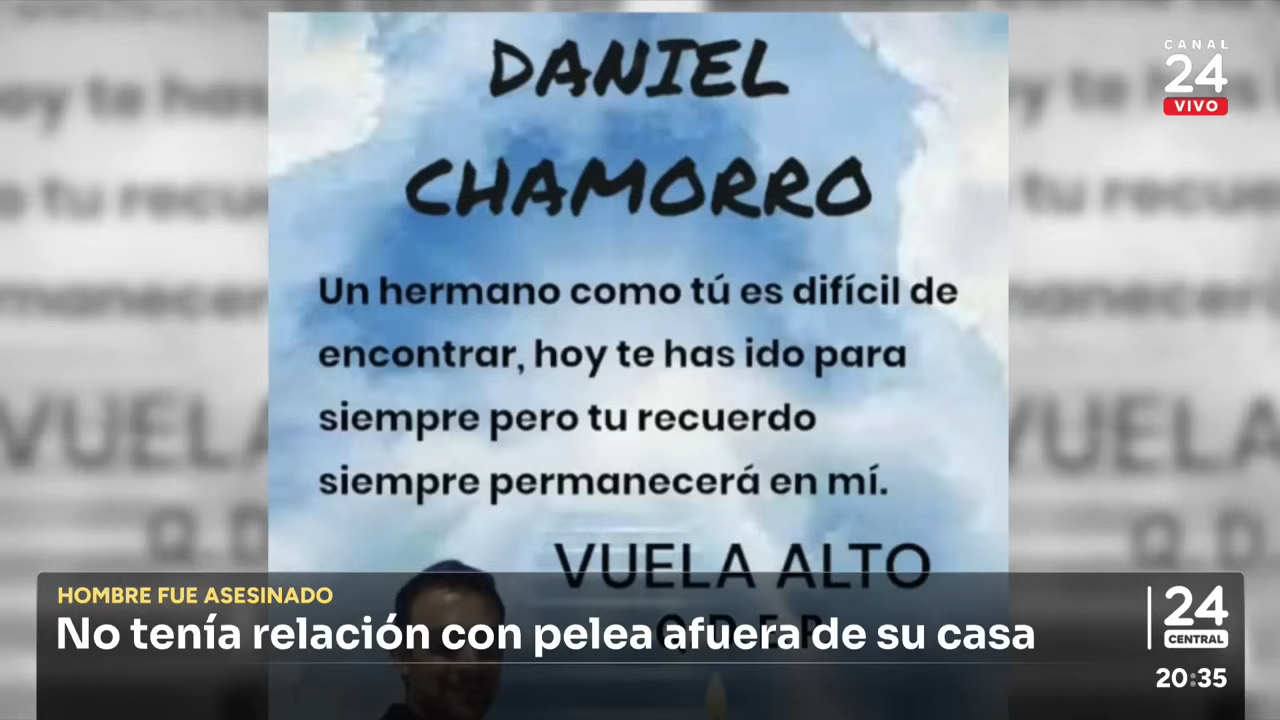 DANIEL
CHAMORRO
Un hermano como tú es difícil de
encontrar, hoy te has ido para
siempre pero tu recuerdo
siempre permanecerá en mí.
VUELA ALTO
Q.D.E.P
CANAL
24
VIVO
HOMBRE FUE ASESINADO
No tenía relación con pelea afuera de su casa
24
CENTRAL
20:35